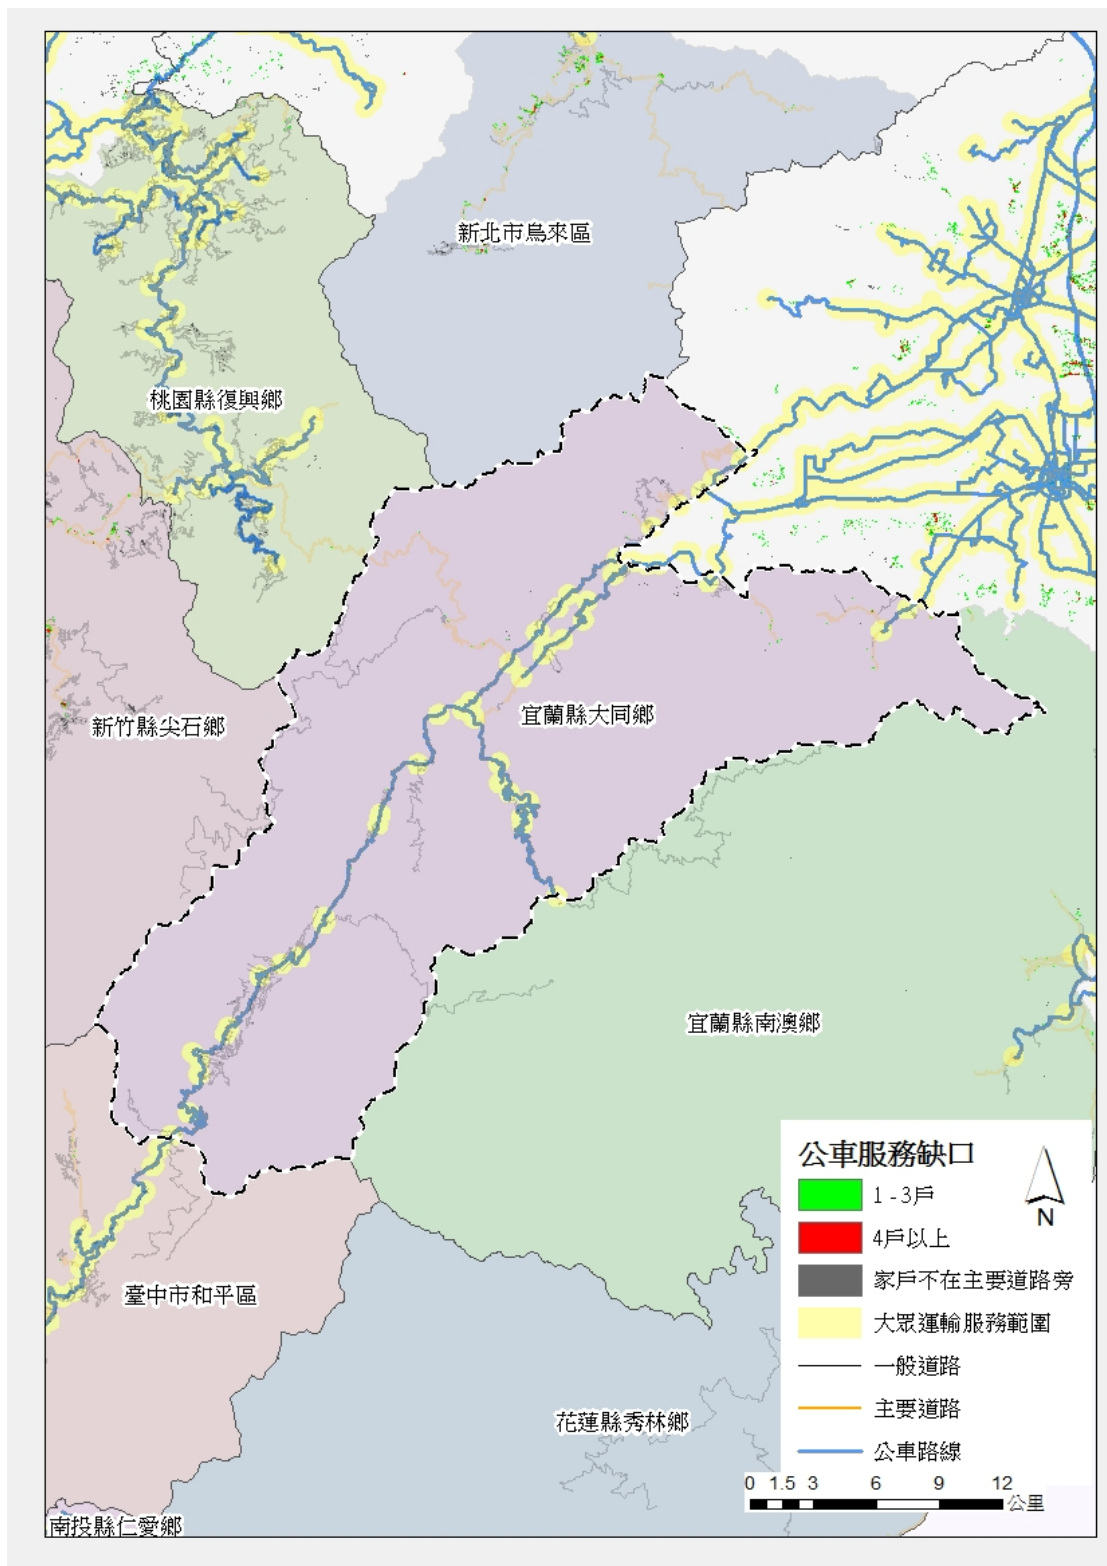 新北市烏來區
桃園縣復興鄉
宜蘭縣大同鄉
新竹縣尖石鄉
宜蘭縣南澳鄉
公車服務缺口
1 - 3戶
N
4戶以上
家戶不在主要道路旁
大眾運輸服務範圍
臺中市和平區
一般道路
主要道路
花蓮縣秀林鄉
公車路線
0 1.5 3 6 9 12
公里
南投縣仁愛鄉